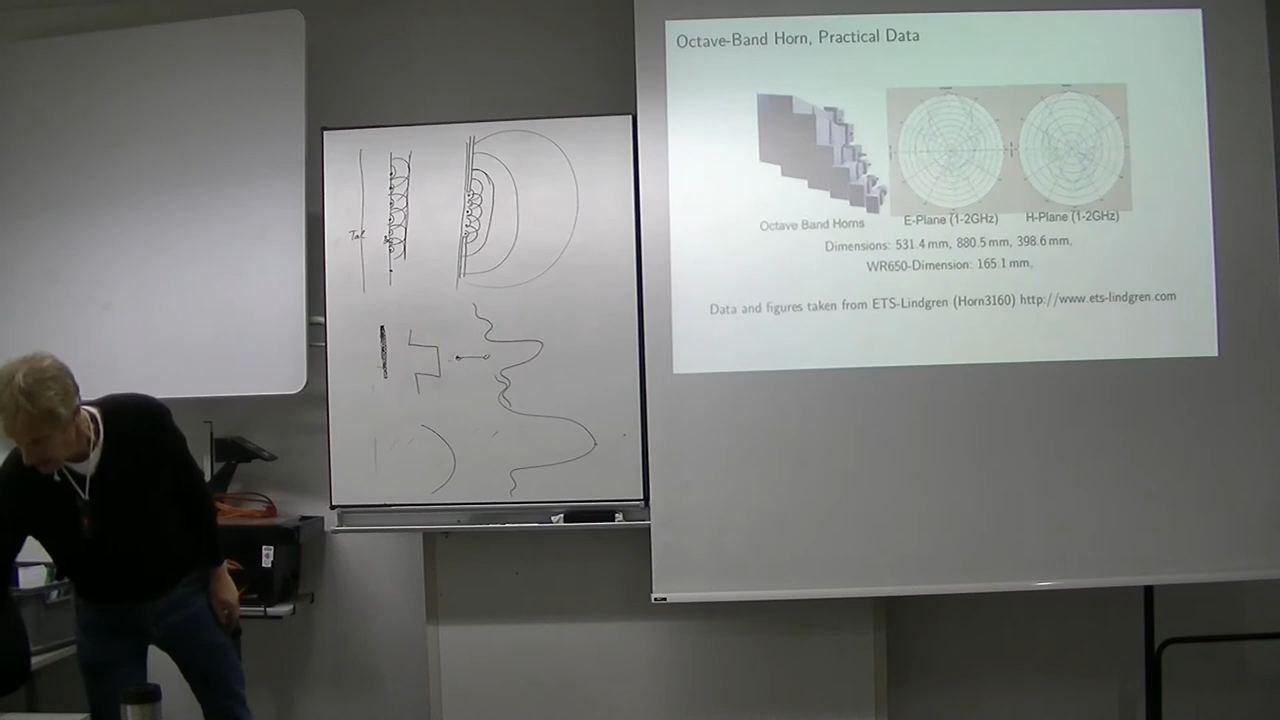 Octave-Band Horn, Practical Data
Octave Band Horns
E-Plane (1-2GHz)
H-Plane (1-2GHz)
Dimensions: 531.4 mm, 880.5 mm, 398.6 mm,
WR650-Dimension: 165.1 mm,
Data and figures taken from ETS-Lindgren (Horn3160) http://www.ets-lindgren.com